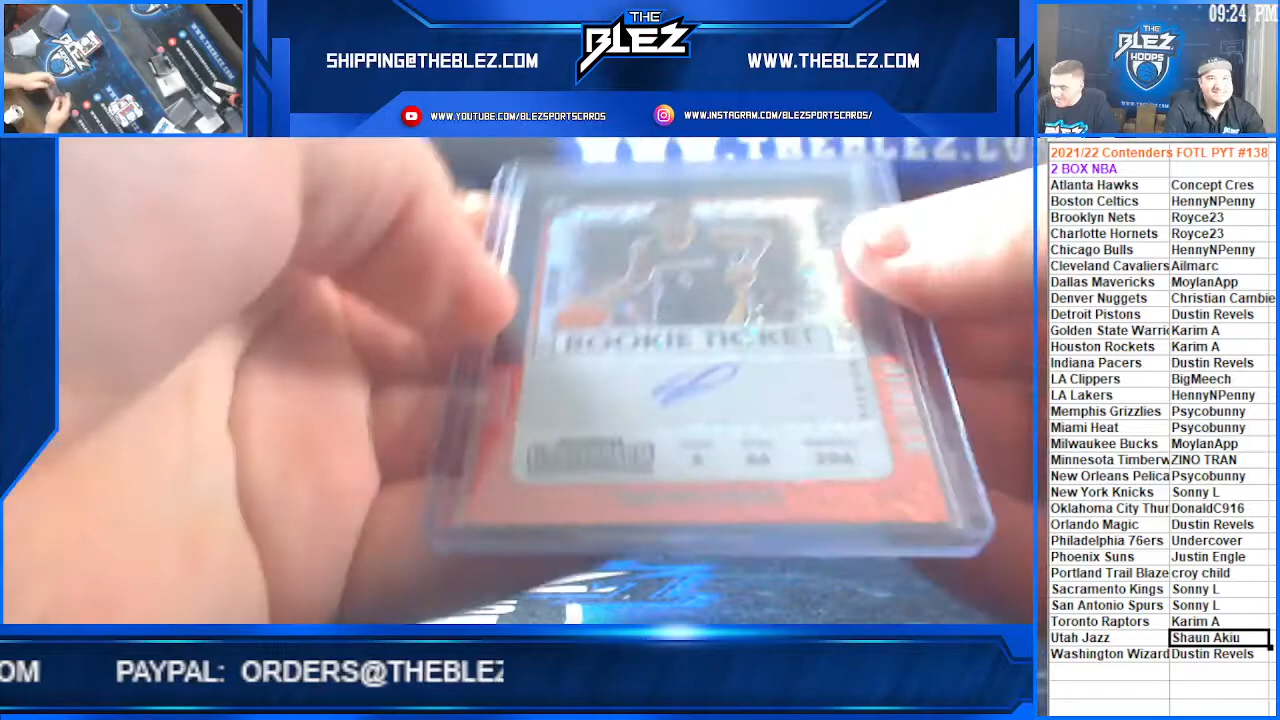 09:24 PM
THE
BLEZ
THE
BLEZ
HOOPS
SHIPPING@THEBLEZ.COM
WWW.THEBLEZ.COM
WWW.YOUTUBE.COM/BLEZSPORTSCARDS
WWW.INSTAGRAM.COM/BLEZSPORTSCARDS/
WWW.THEBLEZ.CO
ROOKIE TICKET
2021/22 Contenders FOTL PYT #138
2 BOX NBA
Atlanta Hawks Concept Cres
Boston Celtics HennyNPenny
Brooklyn Nets Royce23
Charlotte Hornets Royce23
Chicago Bulls HennyNPenny
Cleveland Cavaliers Ailmarc
Dallas Mavericks MoylanApp
Denver Nuggets Christian Cambie
Detroit Pistons Dustin Revels
Golden State Warri Karim A
Houston Rockets Karim A
Indiana Pacers Dustin Revels
LA Clippers BigMeech
LA Lakers HennyNPenny
Memphis Grizzlies Psycobunny
Miami Heat Psycobunny
Milwaukee Bucks MoylanApp
Minnesota Timberw ZINO TRAN
New Orleans Pelica Psycobunny
New York Knicks Sonny L
Oklahoma City Thu DonaldC916
Orlando Magic Dustin Revels
Philadelphia 76ers Undercover
Phoenix Suns Justin Engle
Portland Trail Blaze croy child
Sacramento Kings Sonny L
San Antonio Spurs Sonny L
Toronto Raptors Karim A
Utah Jazz Shaun Akiu
Washington Wizard Dustin Revels
OM PAYPAL: ORDERS@THEBLEZ